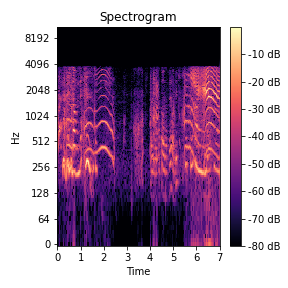 Spectrogram
8192
4096
2048
1024
512
256
128
64
0
Hz
0 1 2 3 4 5 6 7
Time
-10 dB
-20 dB
-30 dB
-40 dB
-50 dB
-60 dB
-70 dB
-80 dB